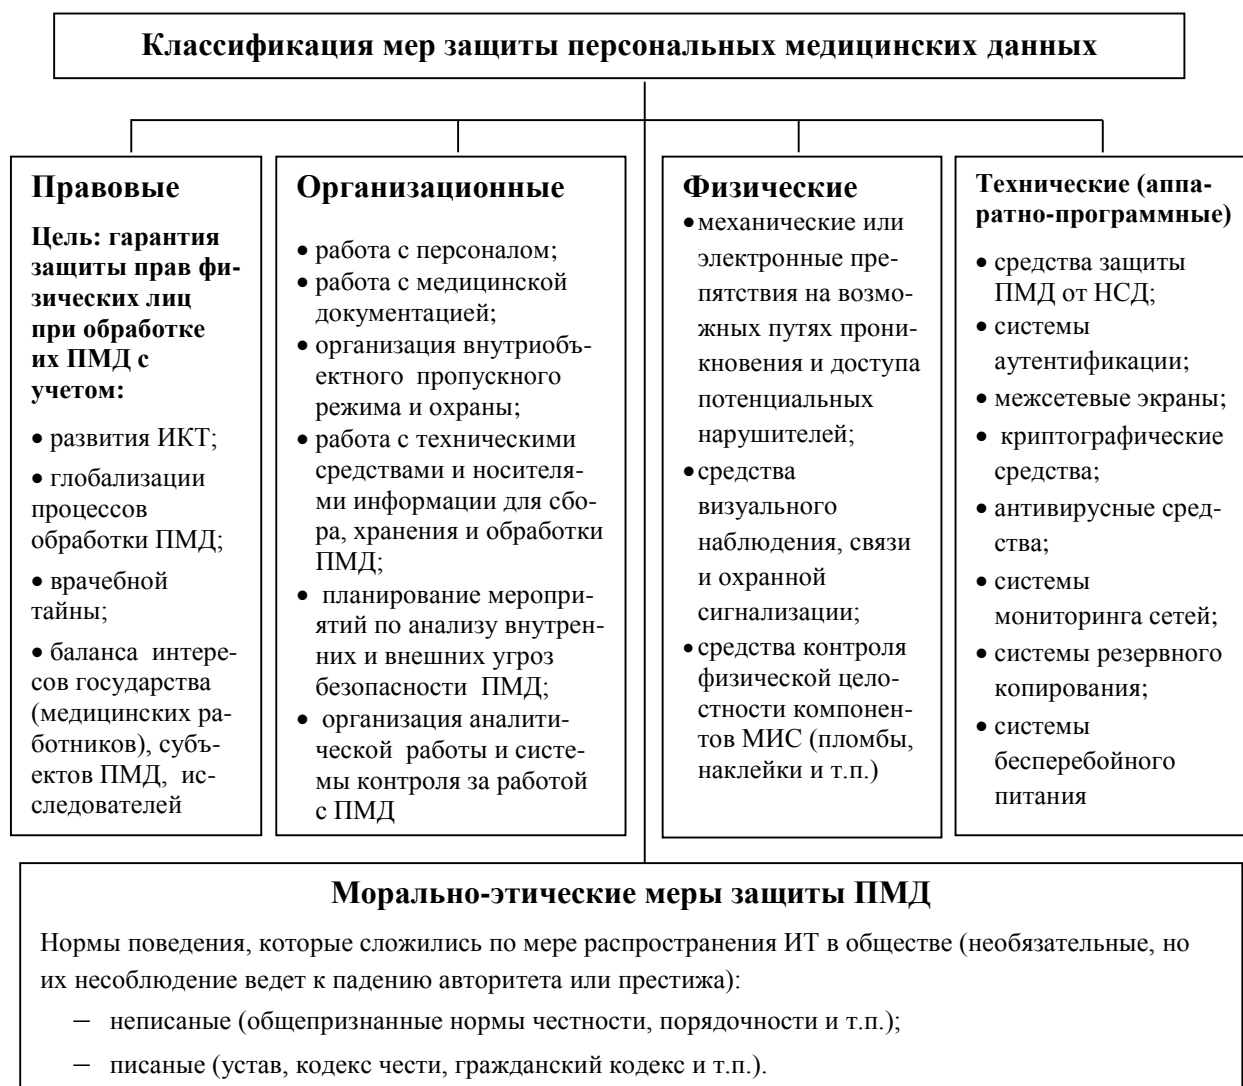 Классификация мер защиты персональных медицинских данных
Правовые
Цель: гарантия
защиты прав фи-
зических лиц
при обработке
их ПМД с
учетом:
• развития ИКТ;
• глобализации
процессов
обработки ПМД;
• врачебной
тайны;
• баланса интере-
сов государства
(медицинских ра-
ботников), субъ-
ектов ПМД, ис-
следователей
Организационные
• работа с персоналом;
• работа с медицинской
документацией;
• организация внутриобъ-
ектного пропускного
режима и охраны;
• работа с техническими
средствами и носителя-
ми информации для сбо-
ра, хранения и обработки
ПМД;
• планирование меропри-
ятий по анализу внутрен-
них и внешних угроз
безопасности ПМД;
• организация аналити-
ческой работы и систе-
мы контроля за работой
с ПМД
Физические
• механические или
электронные пре-
пятствия на возмо-
жных путях прони-
кновения и доступа
потенциальных
нарушителей;
• средства
визуального
наблюдения, связи
и охранной
сигнализации;
• средства контроля
физической цело-
стности компонен-
тов МИС (пломбы,
наклейки и т.п.)
Технические (аппа-
ратно-программные)
• средства защиты
ПМД от НСД;
• системы
аутентификации;
• межсетевые экраны;
• криптографические
средства;
• антивирусные сред-
ства;
• системы
мониторинга сетей;
• системы резервного
копирования;
• системы
бесперебойного
питания
Морально-этические меры защиты ПМД
Нормы поведения, которые сложились по мере распространения ИТ в обществе (необязательные, но
их несоблюдение ведет к падению авторитета или престижа):
– неписаные (общепризнанные нормы честности, порядочности и т.п.);
– писаные (устав, кодекс чести, гражданский кодекс и т.п.).